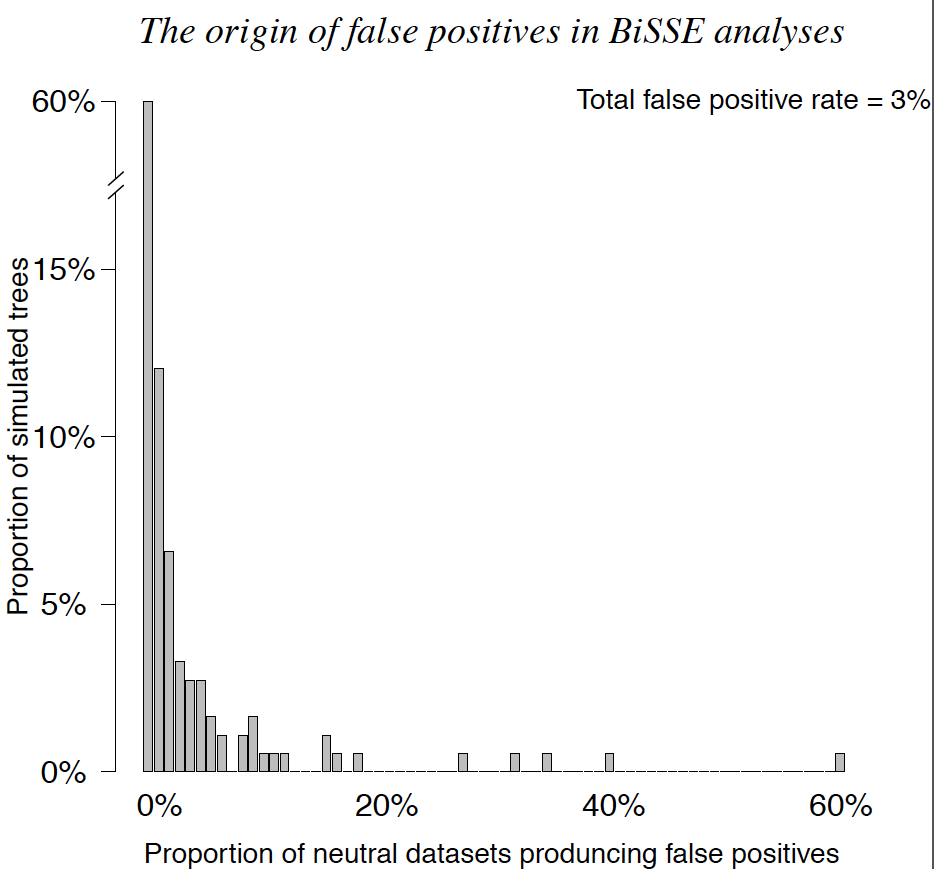 The origin of false positives in BiSSE analyses
Total false positive rate = 3%
60%
15%
10%
5%
0%
Proportion of simulated trees
0% 20% 40% 60%
Proportion of neutral datasets produncing false positives